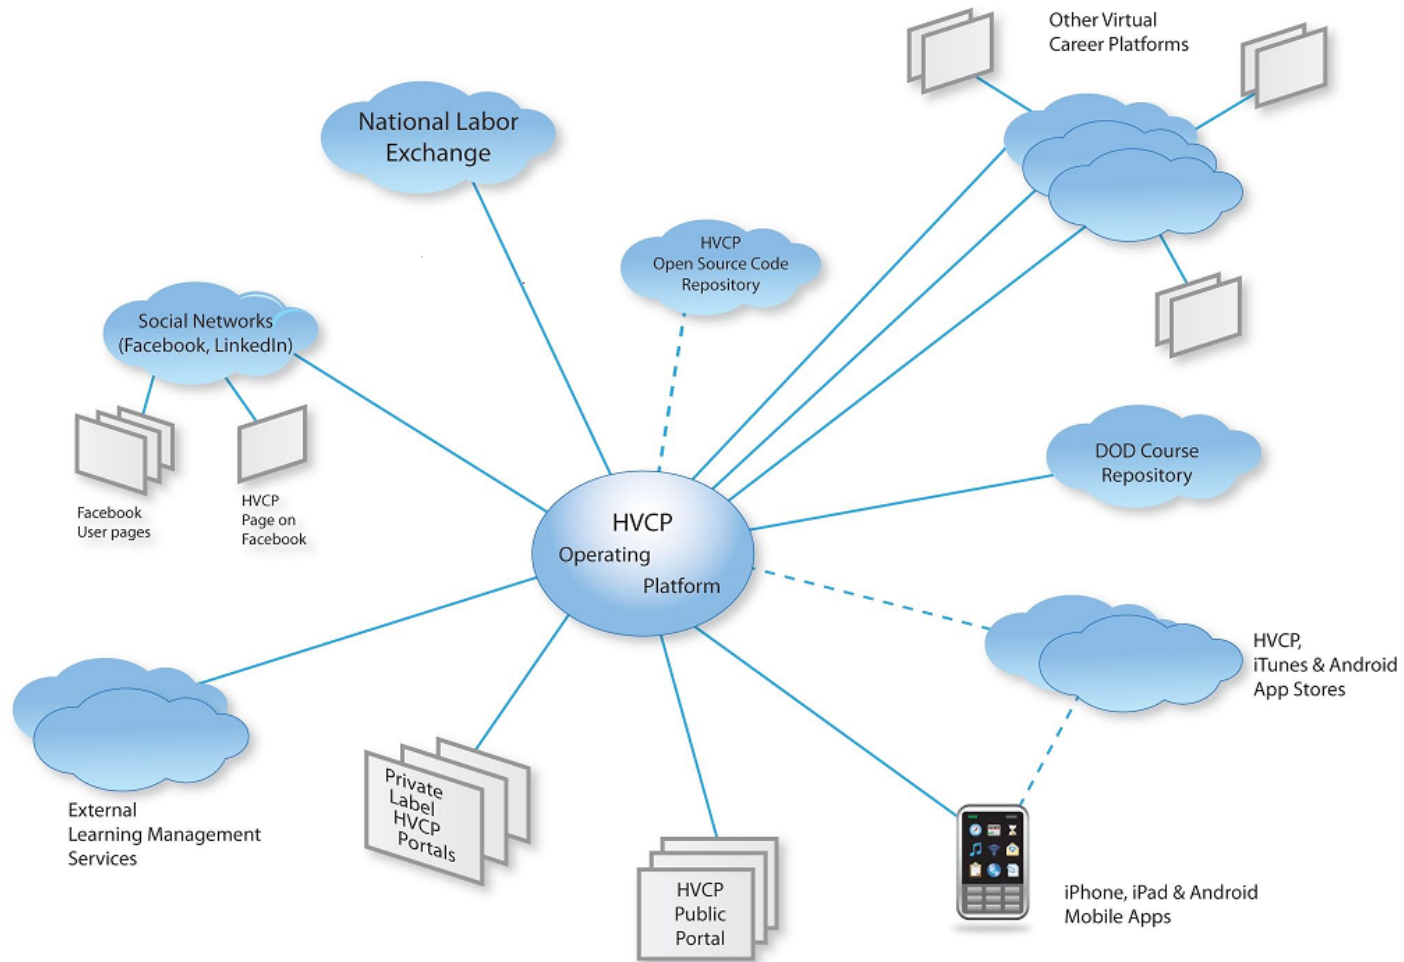 Other Virtual
Career Platforms
National Labor
Exchange
HVCP
Open Source Code
Repository
Social Networks
(Facebook, LinkedIn)
Facebook
User pages
HVCP
Page on
Facebook
DOD Course
Repository
HVCP
Operating
Platform
HVCP,
iTunes & Android
App Stores
External
Learning Management
Services
Private
Label
HVCP
Portals
HVCP
Public
Portal
iPhone, iPad & Android
Mobile Apps